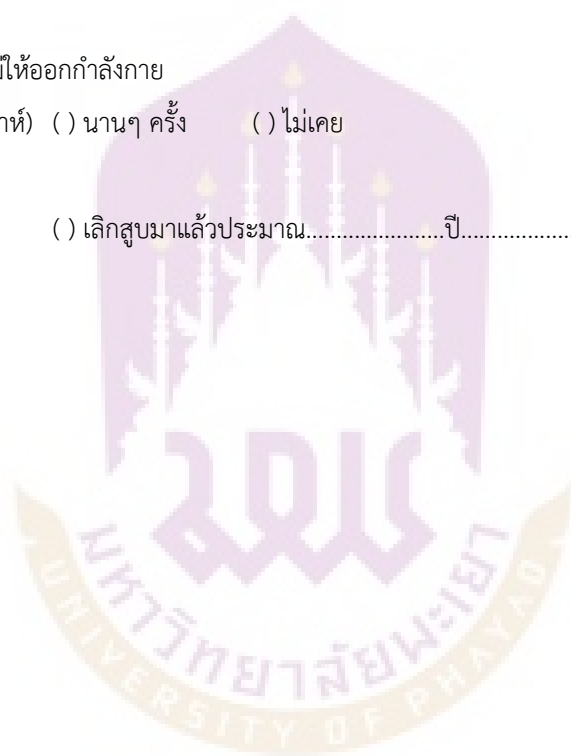 ให้ออกกำลังกาย
( ) นานๆ ครั้ง ( ) ไม่เคย
( ) เลิกสูบมาแล้วประมาณ.......................ปี..................
มหาวิทยาลัยพะเยา
UNIVERSITY OF PHAYAO